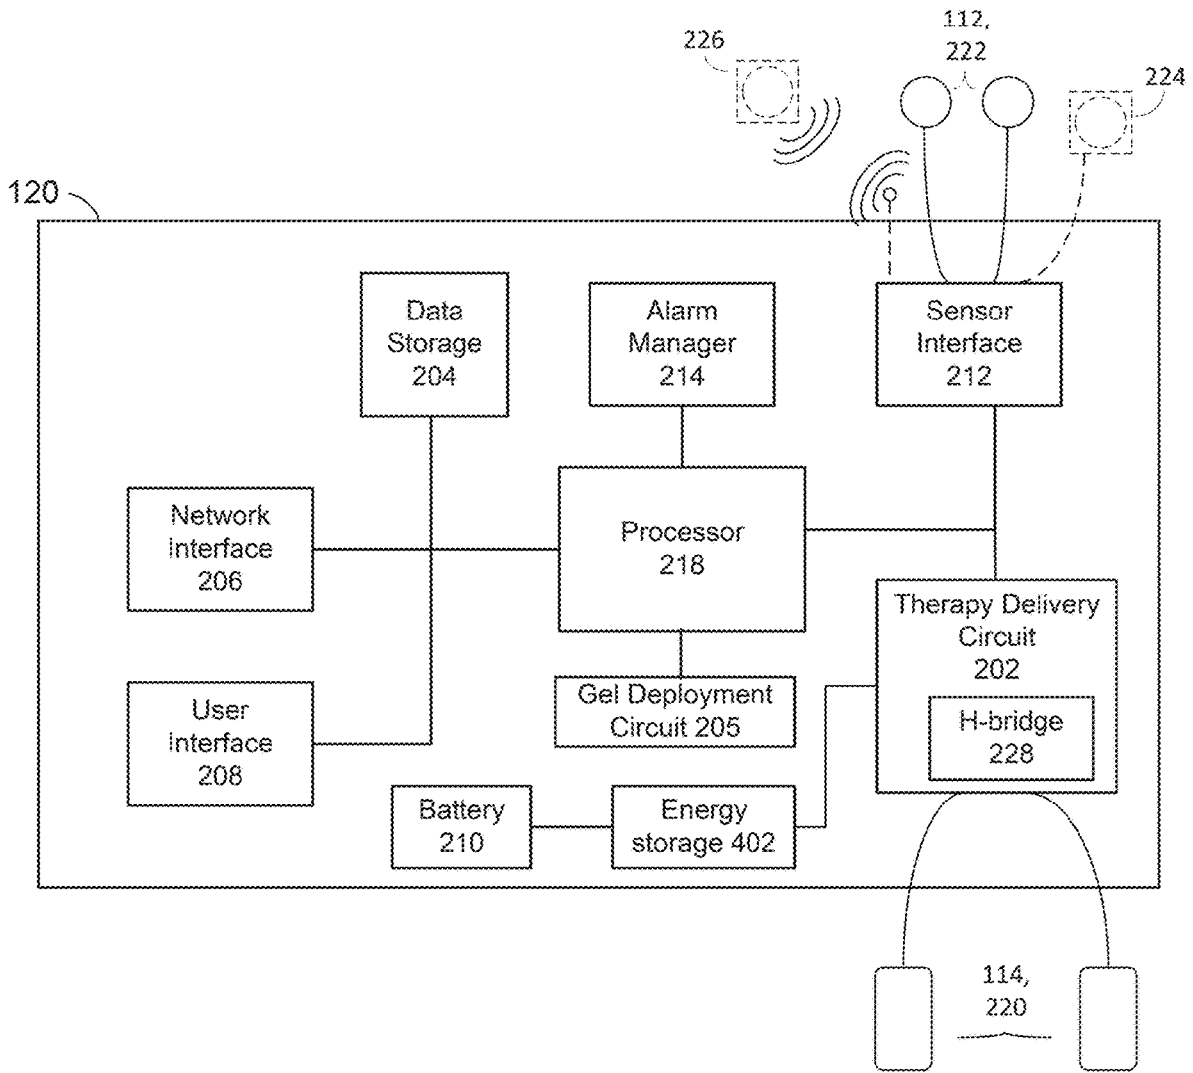 226
112,
222
224
120
Data
Storage
204
Alarm
Manager
214
Sensor
Interface
212
Network
Interface
206
Processor
218
Therapy Delivery
Circuit
202
H-bridge
228
Gel Deployment
Circuit 205
User
Interface
208
Battery
210
Energy
storage 402
114,
220